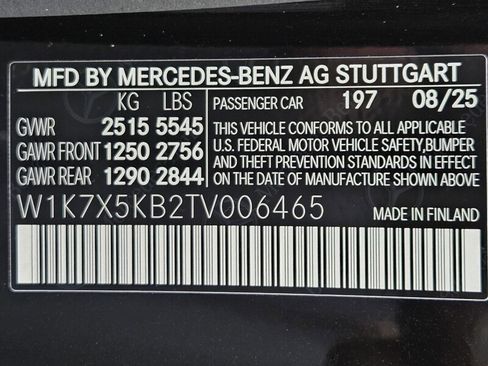 MFD BY MERCEDES-BENZ AG STUTTGART
KG LBS PASSENGER CAR 197 08/25
GWR 2515 5545 THIS VEHICLE CONFORMS TO ALL APPLICABLE
GAWR FRONT 1250 2756 U.S. FEDERAL MOTOR VEHICLE SAFETY,BUMPER
GAWR REAR 1290 2844 AND THEFT PREVENTION STANDARDS IN EFFECT
ON THE DATE OF MANUFACTURE SHOWN ABOVE.
W1K7X5KB2TV006465 MADE IN FINLAND